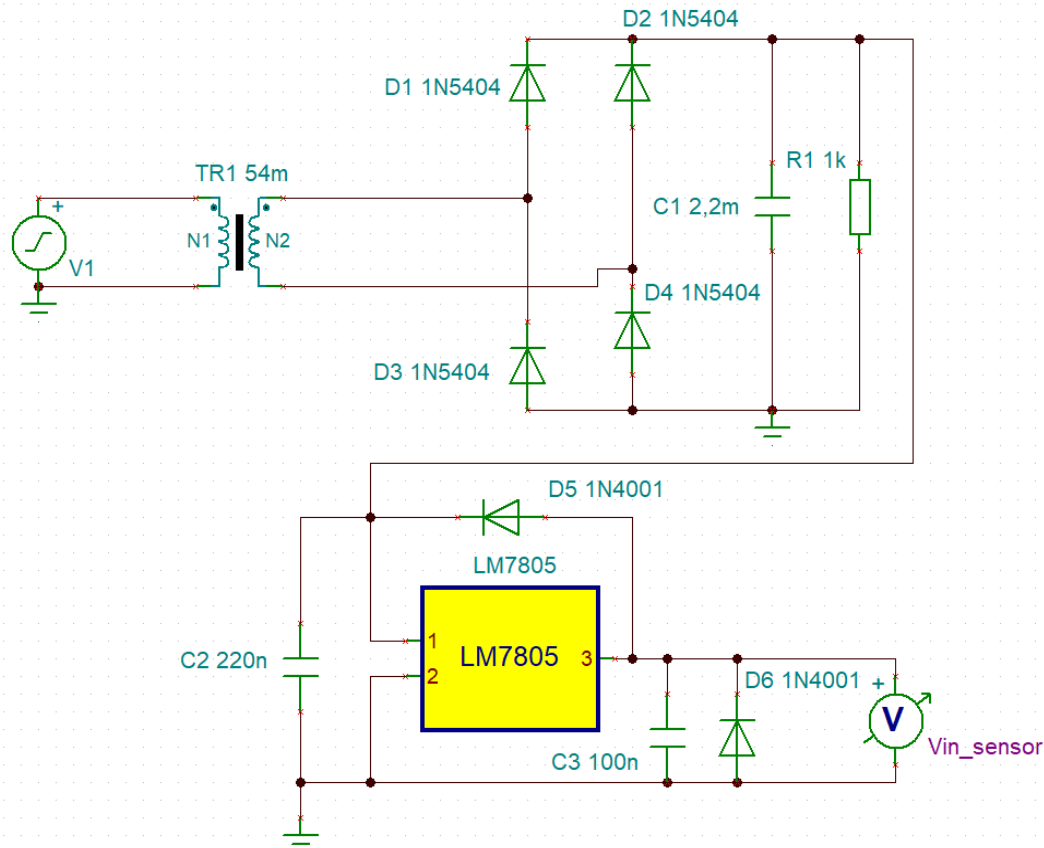 D2 1N5404
D1 1N5404
TR1 54m
R1 1k
C1 2,2m
+
N1
N2
V1
D4 1N5404
D3 1N5404
D5 1N4001
LM7805
1
LM7805
3
2
C2 220n
D6 1N4001
+
V
Vin_sensor
C3 100n